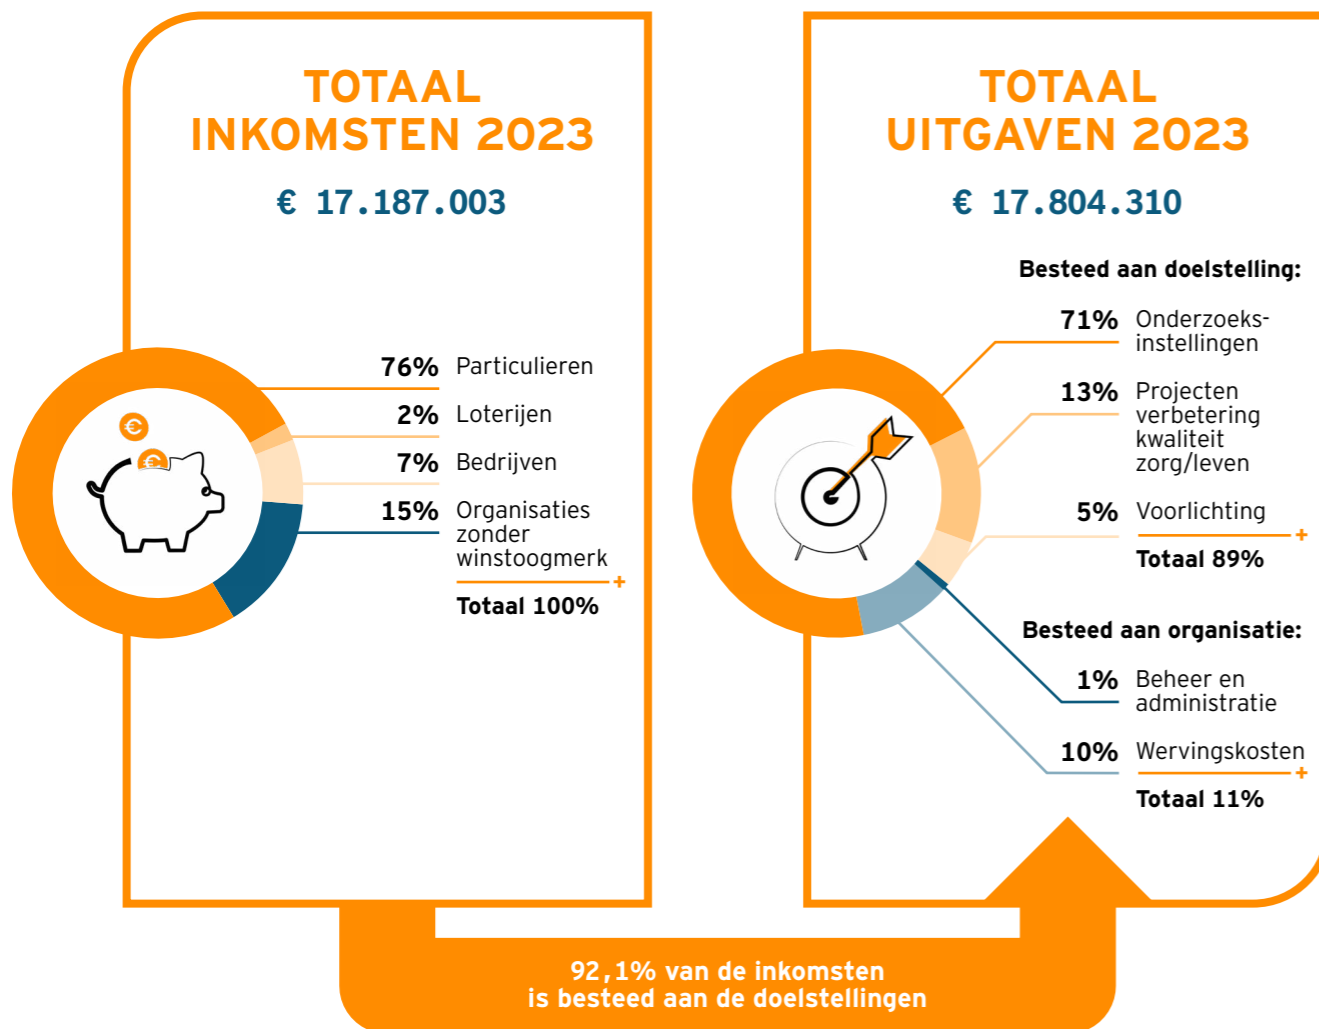 TOTAAL
INKOMSTEN 2023
€ 17.187.003
76% Particulieren
2% Loterijen
7% Bedrijven
15% Organisaties
zonder
winstoogmerk
+
Totaal 100%
TOTAAL
UITGAVEN 2023
€ 17.804.310
Besteed aan doelstelling:
71% Onderzoeks-
instellingen
13% Projecten
verbetering
kwaliteit
zorg/leven
5% Voorlichting
+
Totaal 89%
Besteed aan organisatie:
1% Beheer en
administratie
10% Wervingskosten
+
Totaal 11%
€
€
92,1% van de inkomsten
is besteed aan de doelstellingen